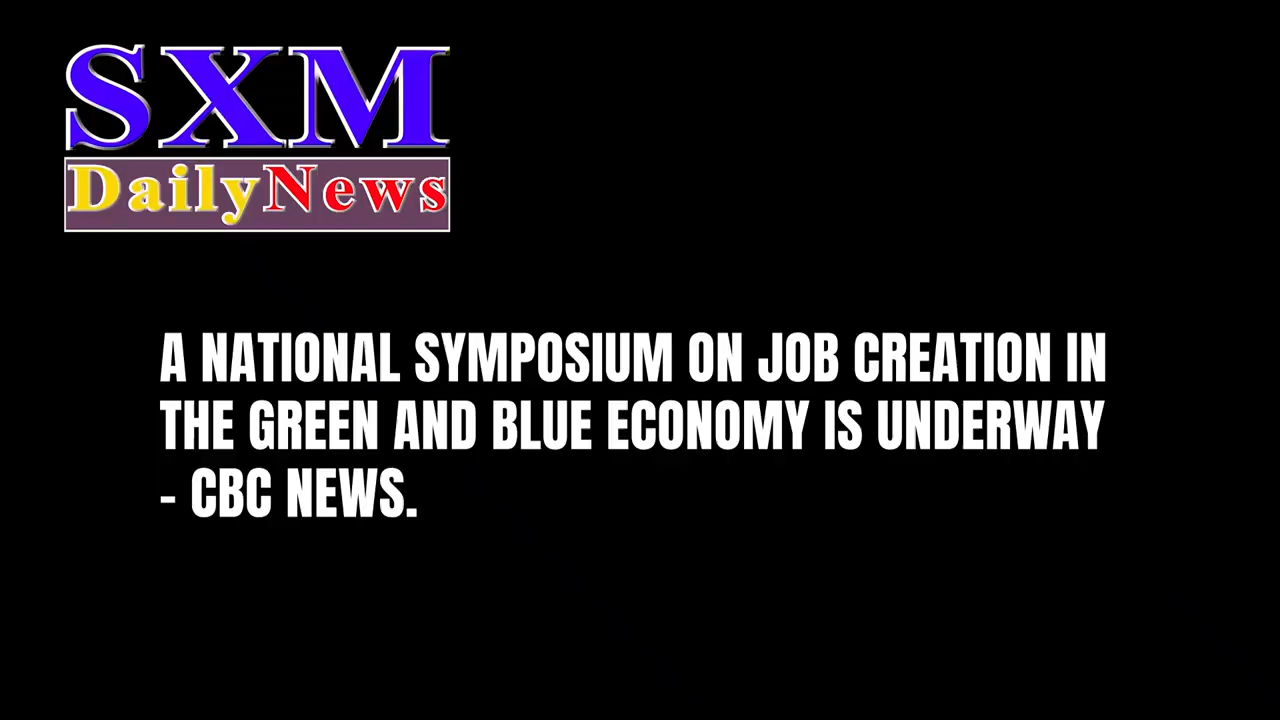 SXM
DailyNews
A NATIONAL SYMPOSIUM ON JOB CREATION IN
THE GREEN AND BLUE ECONOMY IS UNDERWAY
- CBC NEWS.